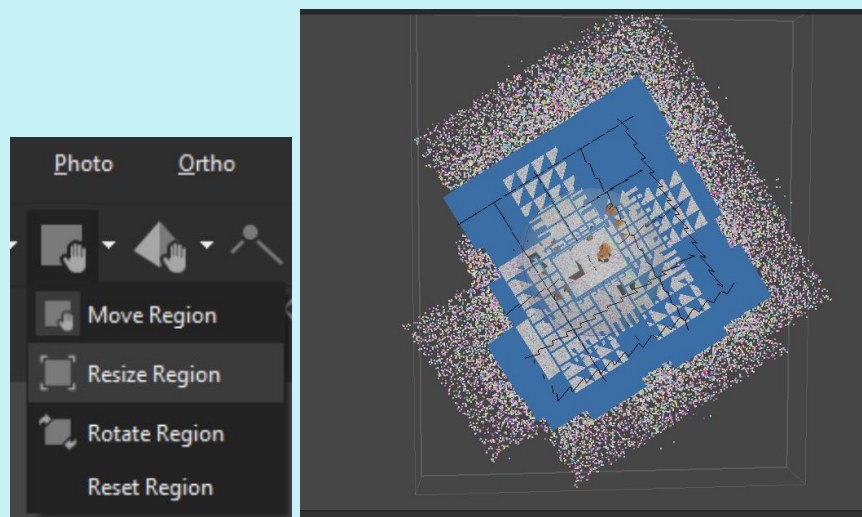 Photo Ortho
Move Region
Resize Region
Rotate Region
Reset Region